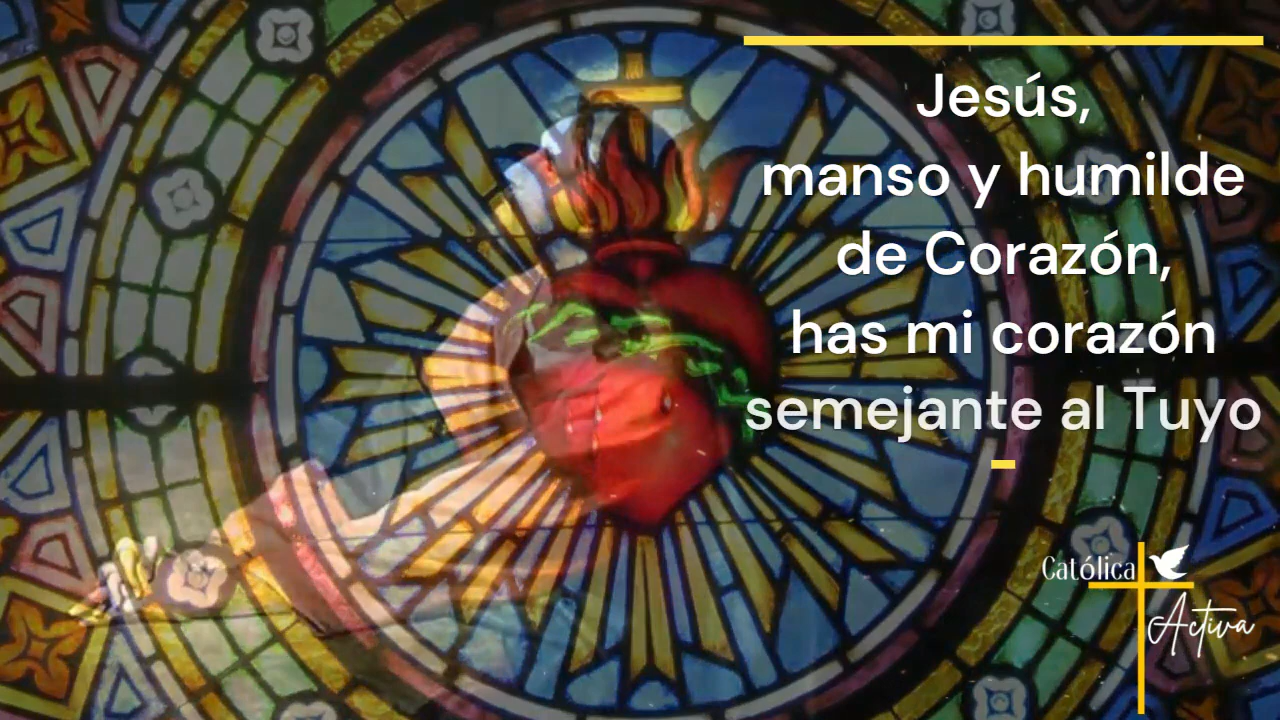 Jesús,
manso y humilde
de Corazón,
has mi corazón
semejante al Tuyo
Católica
Activa